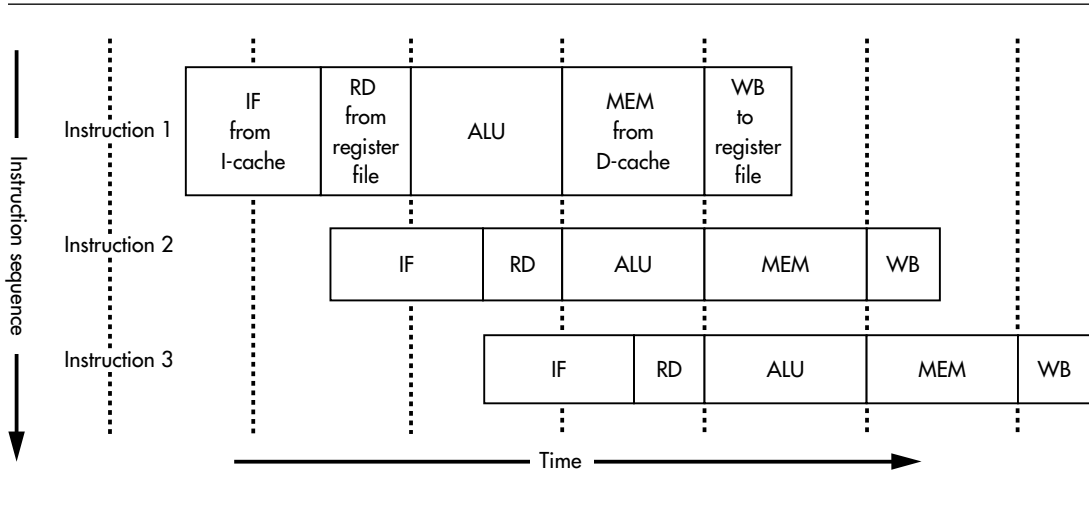 Instruction sequence
Instruction 1
IF
from
I-cache
RD
from
register
file
ALU
MEM
from
D-cache
WB
to
register
file
Instruction 2
IF
RD
ALU
MEM
WB
Instruction 3
IF
RD
ALU
MEM
WB
Time